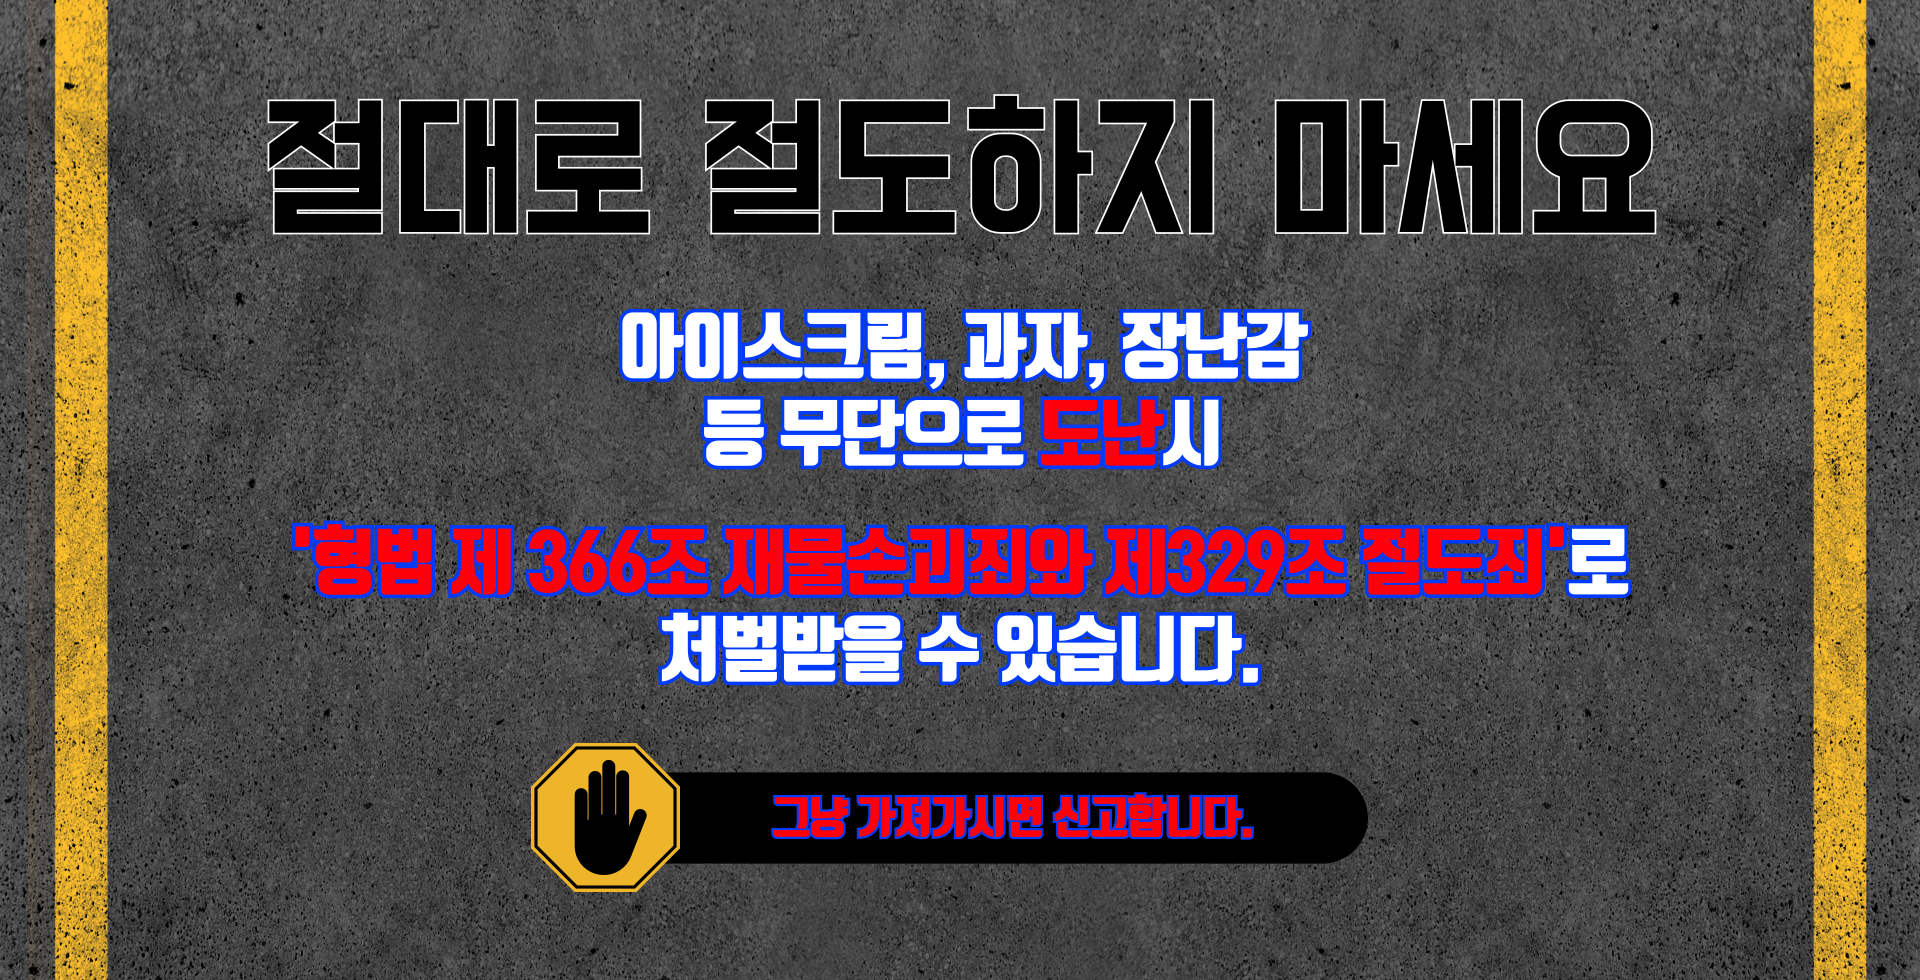 절대로 절도하지 마세요
아이스크림, 과자, 장난감
등 무단으로 도난시
'형법 제 366조 재물손괴죄와 제329조 절도죄'로
처벌받을 수 있습니다.
그냥 가져가시면 신고합니다.